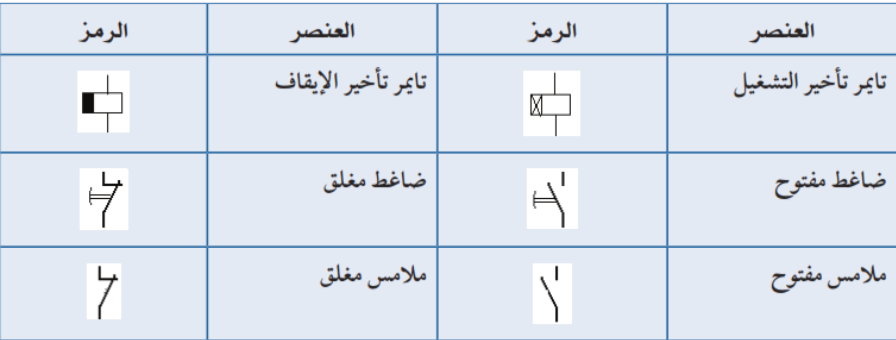 العنصر الرمز العنصر الرمز
تايمر تأخير التشغيل تايمر تأخير الإيقاف
ضاغط مفتوح ضاغط مغلق
ملامس مفتوح ملامس مغلق